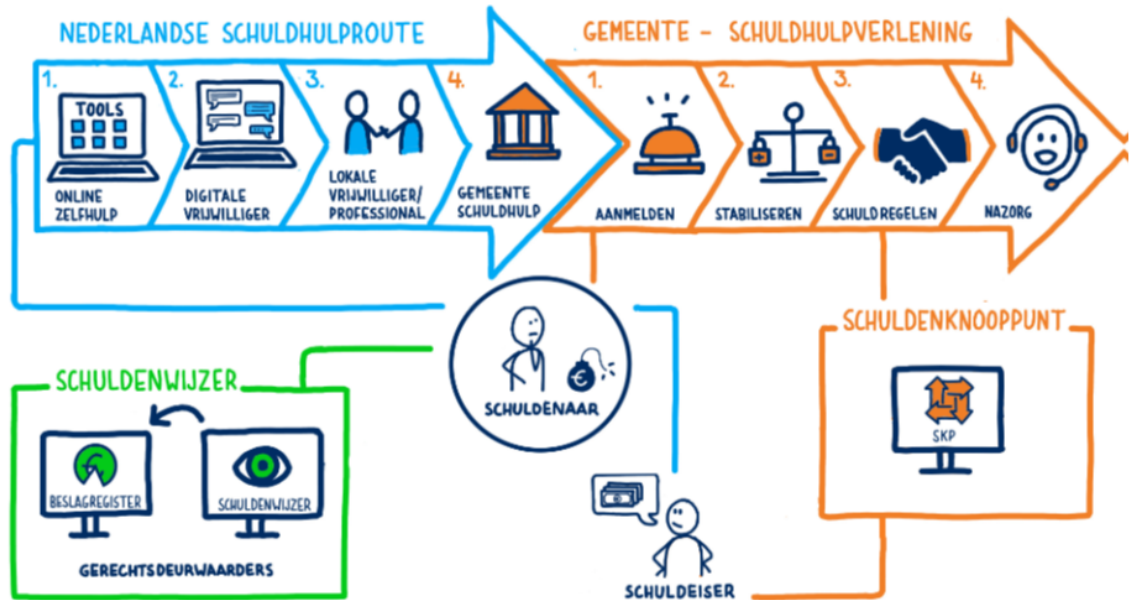 NEDERLANDSE SCHULDHULPROUTE
GEMEENTE - SCHULDHULPVERLENING
1.
TOOLS
ONLINE
ZELFHULP
2.
DIGITALE
VRIJWILLIGER
3.
LOKALE
VRIJWILLIGER/
PROFESSIONAL
4.
GEMEENTE
SCHULDHULP
1.
AANMELDEN
2.
+
-
STABILISEREN
3.
SCHULD REGELEN
4.
NAZORG
€
SCHULDENAAR
SCHULDENKNOOPPUNT
SKP
SCHULDENWIJZER
BESLAGREGISTER
SCHULDENWIJZER
GERECHTSDEURWAARDERS
SCHULDEISER